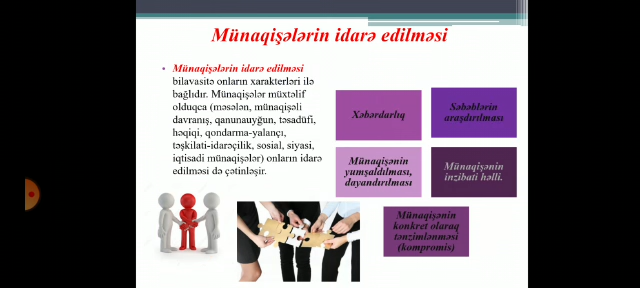 Münaqişələrin idarə edilməsi
• Münaqişələrin idarə edilməsi
bilavasitə onların xarakterləri ilə
bağlıdır. Münaqişələr müxtəlif
olduqca (məsələn, münaqişəli
davranış, qanunauyğun, təsadüfi,
həqiqi, qondarma-yalançı,
təşkilati-idarəçilik, sosial, siyasi,
iqtisadi münaqişələr) onların idarə
edilməsi də çətinləşir.
Xəbərdarlıq
Səbəblərin
araşdırılması
Münaqişənin
yumşaldılması,
dayandırılması
Münaqişənin
inzibati həlli.
Münaqişənin
konkret olaraq
tənzimlənməsi
(kompromis)